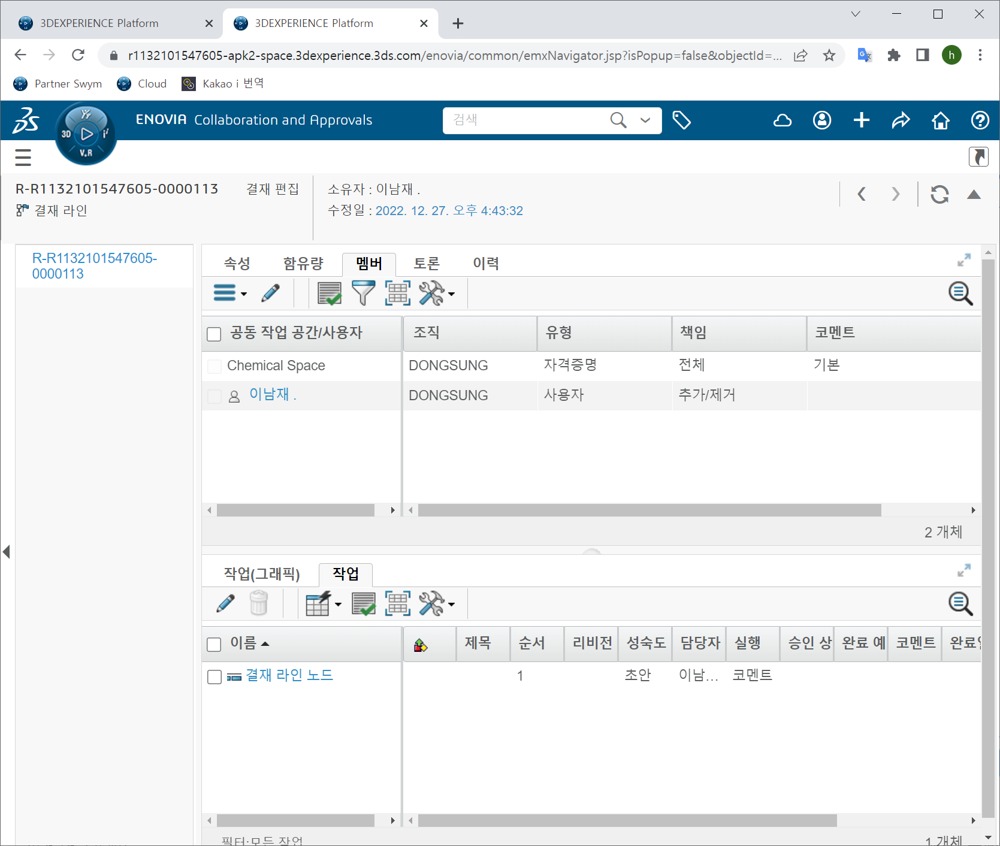 3DEXPERIENCE Platform
3DEXPERIENCE Platform
r1132101547605-apk2-space.3dexperience.3ds.com/enovia/common/emxNavigator.jsp?isPopup=false&objectId=...
h
Partner Swym
Cloud
Kakao i 번역
3D
V.R
ENOVIA Collaboration and Approvals
검색
R-R1132101547605-0000113
결재 편집
결재 라인
소유자 : 이남재 .
수정일 : 2022. 12. 27. 오후 4:43:32
R-R1132101547605-
0000113
속성 함유량 멤버 토론 이력
공동 작업 공간/사용자 조직 유형 책임 코멘트
Chemical Space DONGSUNG 자격증명 전체 기본
이남재 . DONGSUNG 사용자 추가/제거
2 개체
작업(그래픽) 작업
이름 제목 순서 리비전 성숙도 담당자 실행 승인 상 완료 예 코멘트 완료일
결재 라인 노드 1 초안 이남... 코멘트
필터:모든 작업
1 개체